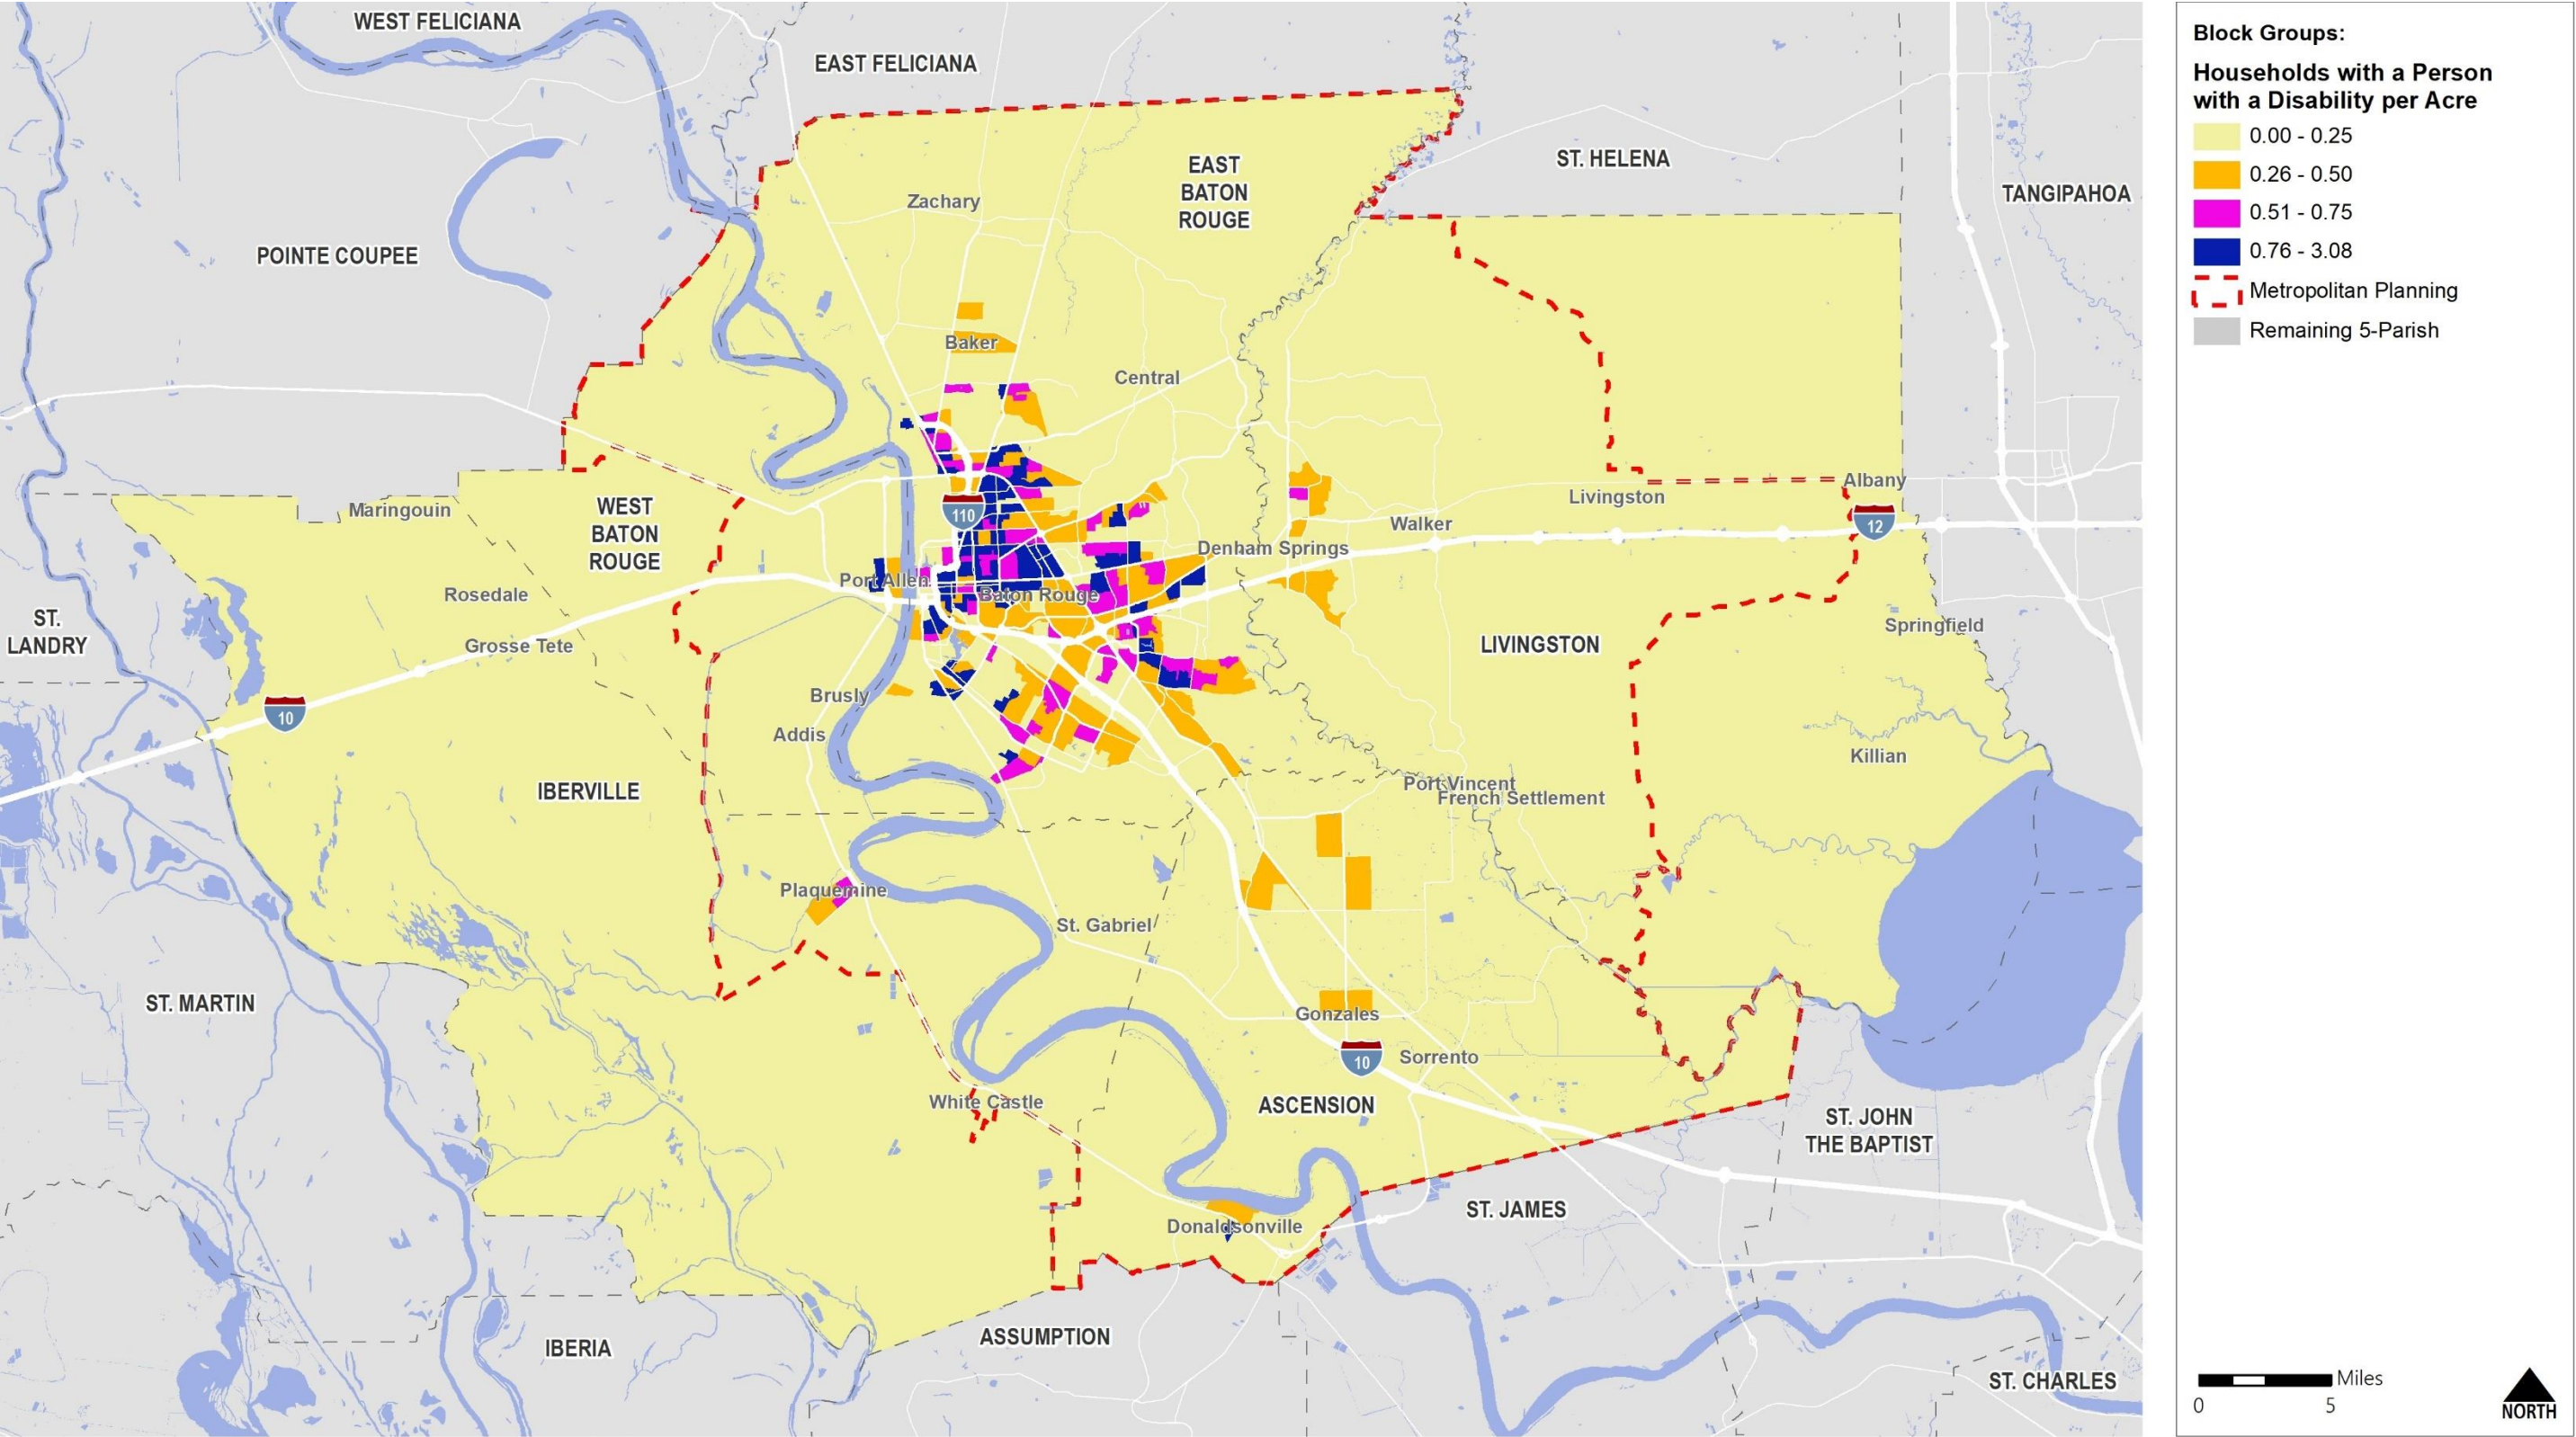 WEST FELICIANA
EAST FELICIANA
ST. HELENA
TANGIPAHOA
EAST
BATON
ROUGE
Zachary
POINTE COUPEE
Baker
Central
Maringouin
WEST
BATON
ROUGE
110
Livingston
Albany
12
Walker
Denham Springs
Port Allen
Baton Rouge
Rosedale
ST.
LANDRY
Grosse Tete
Springfield
LIVINGSTON
10
Brusly
Addis
Killian
IBERVILLE
Port Vincent
French Settlement
Plaquemine
St. Gabriel
ST. MARTIN
Gonzales
10
Sorrento
White Castle
ASCENSION
ST. JOHN
THE BAPTIST
ST. JAMES
Donaldsonville
ASSUMPTION
IBERIA
ST. CHARLES
Block Groups:
Households with a Person
with a Disability per Acre
0.00 - 0.25
0.26 - 0.50
0.51 - 0.75
0.76 - 3.08
Metropolitan Planning
Remaining 5-Parish
Miles
0 5
NORTH